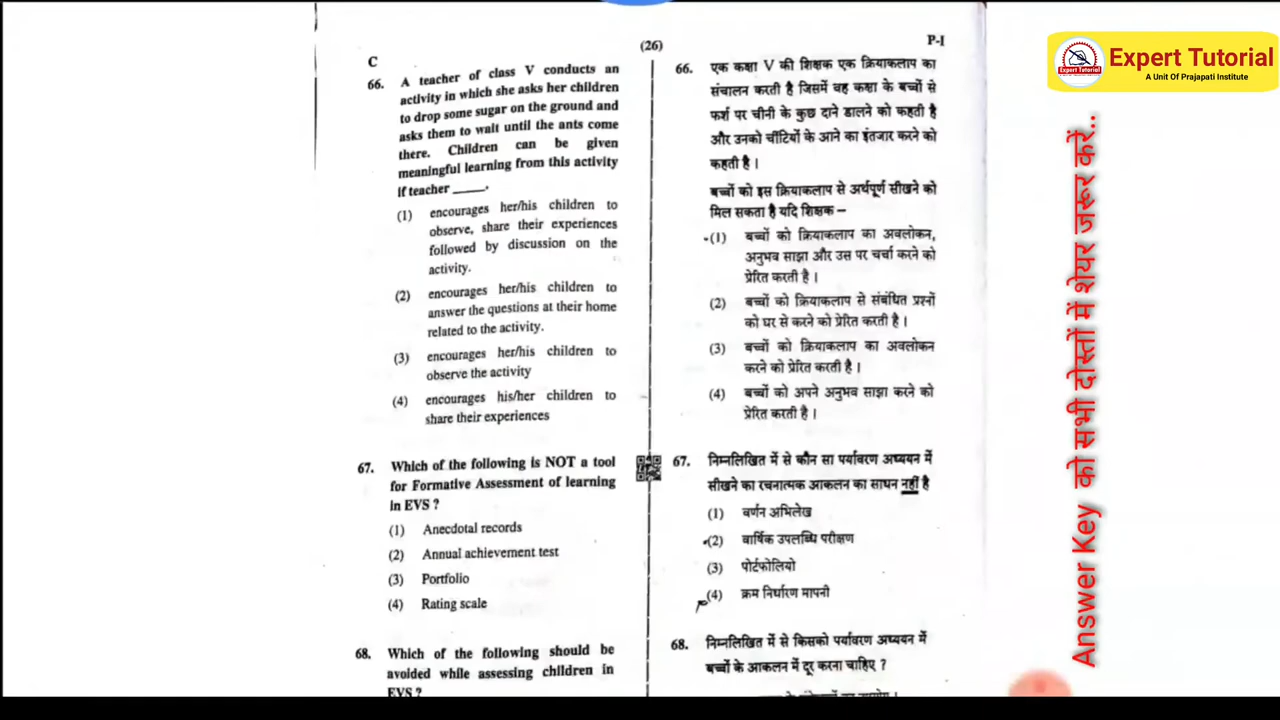 (26)
P-I
C
66. A teacher of class V conducts an
activity in which she asks her children
to drop some sugar on the ground and
asks them to wait until the ants come
there. Children can be given
meaningful learning from this activity
if teacher _____.
(1) encourages her/his children to
observe, share their experiences
followed by discussion on the
activity.
(2) encourages her/his children to
answer the questions at their home
related to the activity.
(3) encourages her/his children to
observe the activity
(4) encourages his/her children to
share their experiences
67. Which of the following is NOT a tool
for Formative Assessment of learning
in EVS ?
(1) Anecdotal records
(2) Annual achievement test
(3) Portfolio
(4) Rating scale
68. Which of the following should be
avoided while assessing children in
EVS ?
66. एक कक्षा V की शिक्षक एक क्रियाकलाप का
संचालन करती है जिसमें वह कक्षा के बच्चों से
फर्श पर चीनी के कुछ दाने डालने को कहती है
और उनको चींटियों के आने का इंतजार करने को
कहती है ।
बच्चों को इस क्रियाकलाप से अर्थपूर्ण सीखने को
मिल सकता है यदि शिक्षक –
(1) बच्चों को क्रियाकलाप का अवलोकन,
अनुभव साझा और उस पर चर्चा करने को
प्रेरित करती है ।
(2) बच्चों को क्रियाकलाप से संबंधित प्रश्नों
को घर से करने को प्रेरित करती है ।
(3) बच्चों को क्रियाकलाप का अवलोकन
करने को प्रेरित करती है ।
(4) बच्चों को अपने अनुभव साझा करने को
प्रेरित करती है ।
67. निम्नलिखित में से कौन सा पर्यावरण अध्ययन में
सीखने का रचनात्मक आकलन का साधन नहीं है
(1) वर्णन अभिलेख
(2) वार्षिक उपलब्धि परीक्षण
(3) पोर्टफोलियो
(4) क्रम निर्धारण मापनी
68. निम्नलिखित में से किसको पर्यावरण अध्ययन में
बच्चों के आकलन में दूर करना चाहिए ?
Expert Tutorial
Expert Tutorial
A Unit Of Prajapati Institute
Answer Key को सभी दोस्तों में शेयर जरूर करें..